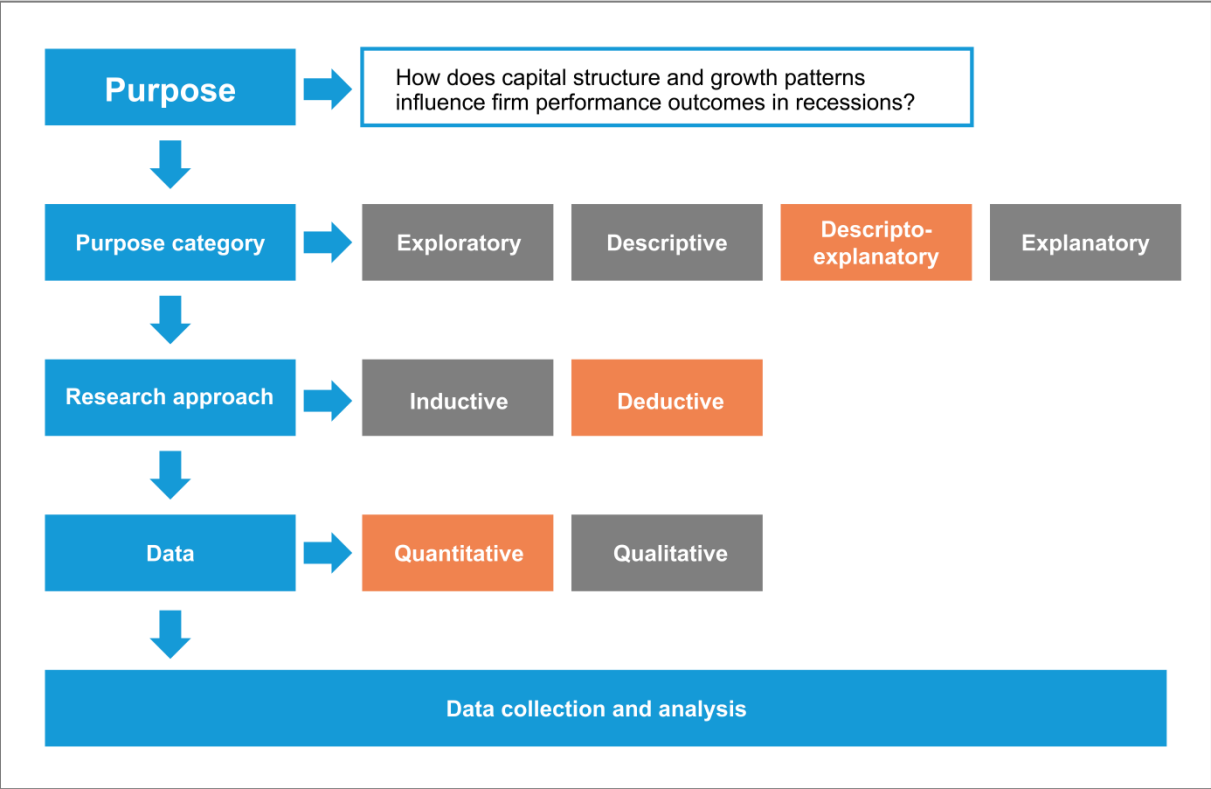 Purpose
How does capital structure and growth patterns
influence firm performance outcomes in recessions?
Purpose category
Exploratory
Descriptive
Descripto-
explanatory
Explanatory
Research approach
Inductive
Deductive
Data
Quantitative
Qualitative
Data collection and analysis